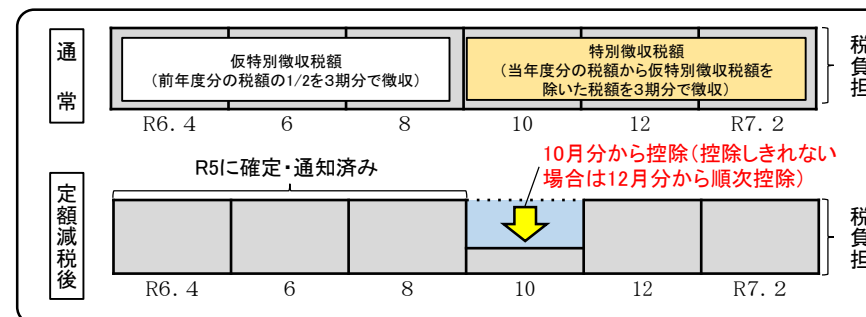 通常
仮特別徴収税額
（前年度分の税額の1/2を3期分で徴収）
特別徴収税額
（当年度分の税額から仮特別徴収税額を
除いた税額を3期分で徴収）
税負担
R6. 4
6
8
10
12
R7. 2
R5に確定・通知済み
10月分から控除（控除しきれない
場合は12月分から順次控除）
定額減税後
税負担
R6. 4
6
8
10
12
R7. 2